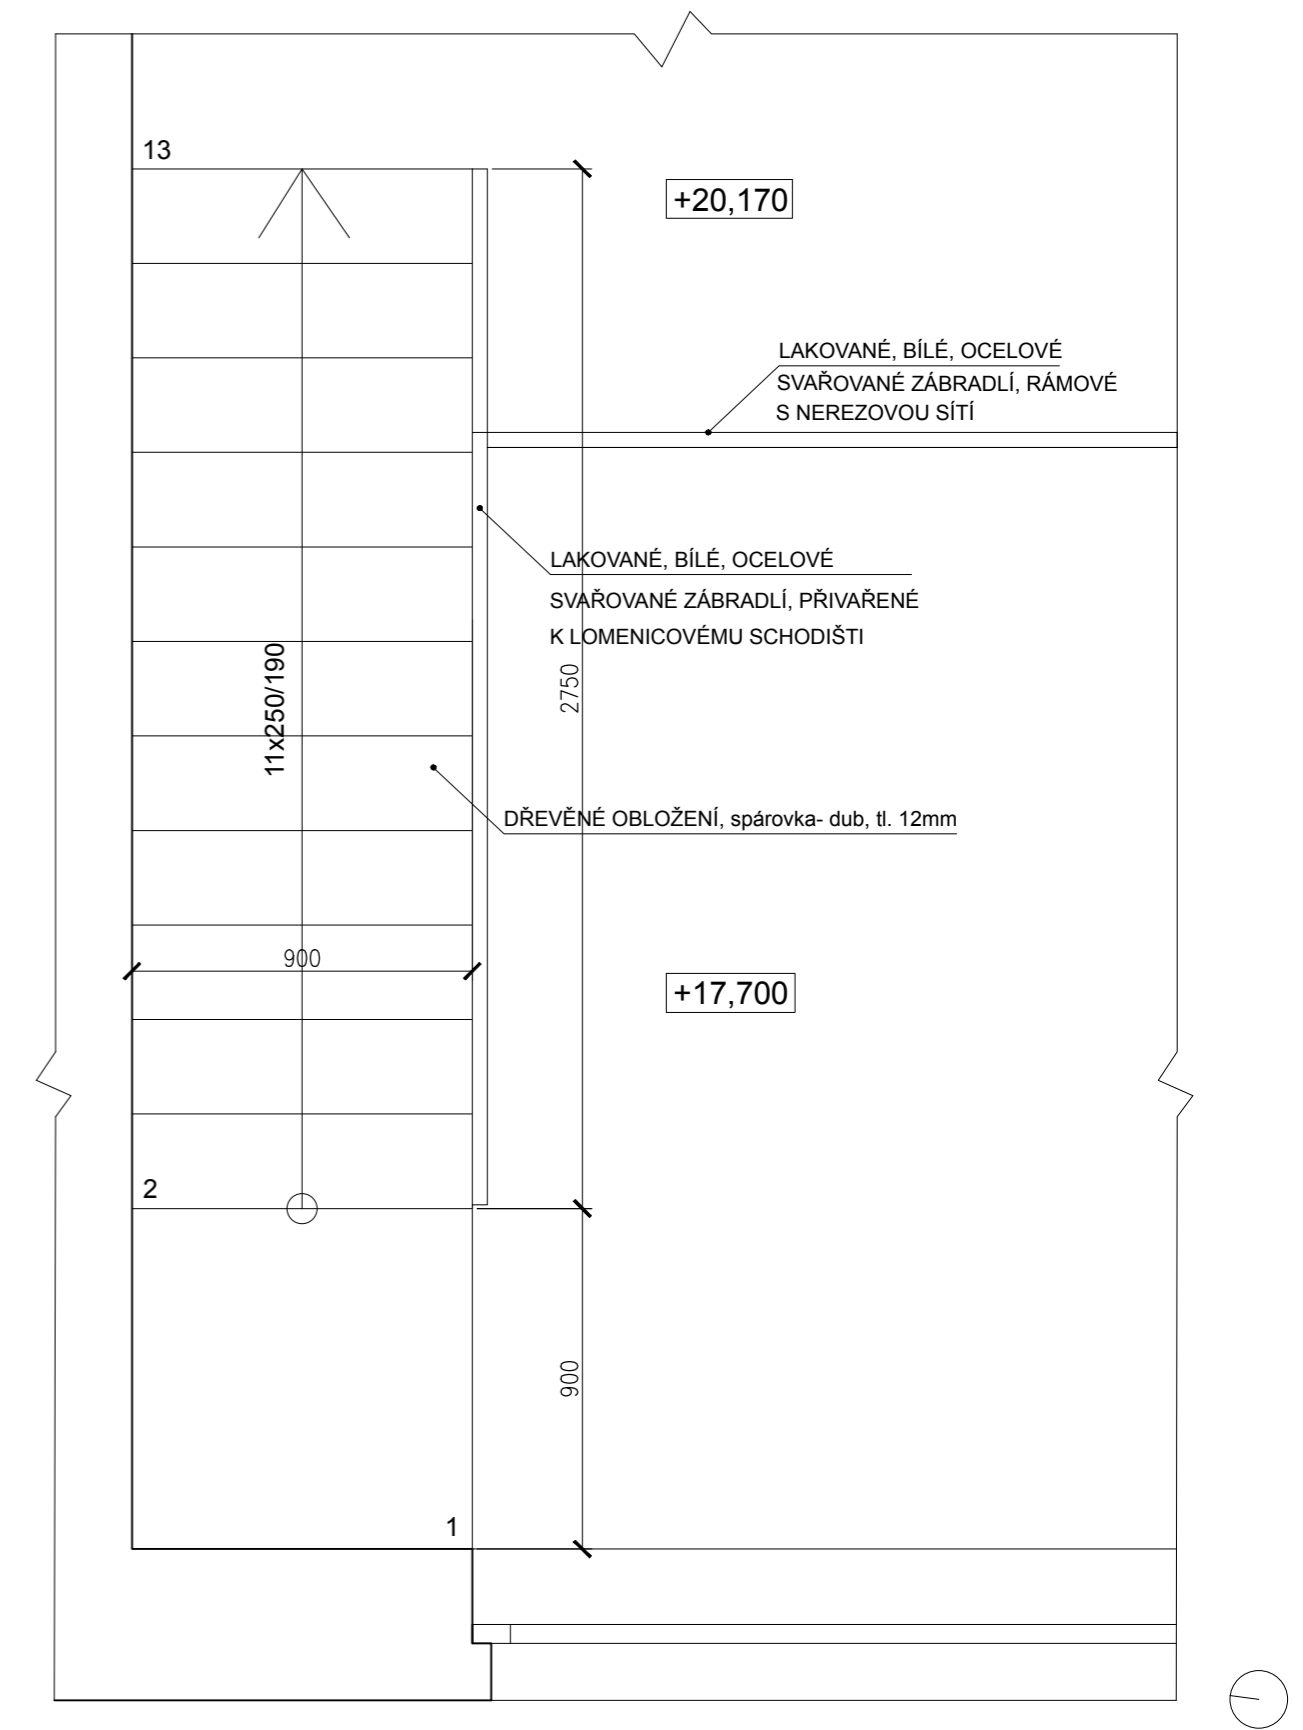 13
+20,170
LAKOVANÉ, BÍLÉ, OCELOVÉ
SVAŘOVANÉ ZÁBRADLÍ, RÁMOVÉ
S NEREZOVOU SÍTÍ
LAKOVANÉ, BÍLÉ, OCELOVÉ
SVAŘOVANÉ ZÁBRADLÍ, PŘIVAŘENÉ
K LOMENICOVÉMU SCHODIŠTI
11x250/190
2750
DŘEVĚNÉ OBLOŽENÍ, spárovka- dub, tl. 12mm
900
+17,700
2
900
1